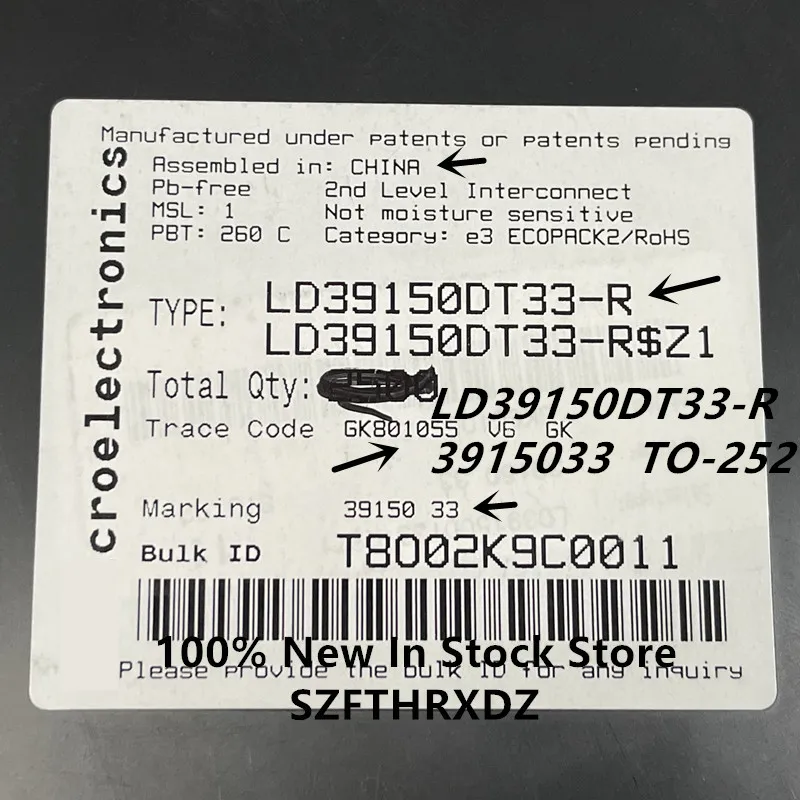 Manufactured under patents or patents pending
croelectronics
Assembled in: CHINA
Pb-free 2nd Level Interconnect
MSL: 1 Not moisture sensitive
PBT: 260 C Category: e3 ECOPACK2/RoHS
TYPE: LD39150DT33-R
LD39150DT33-R$Z1
Total Qty:
LD39150DT33-R
Trace Code GK801055 V6 GK
3915033 TO-252
Marking 39150 33
Bulk ID T8002K9C0011
100% New In Stock Store
Please provide the bulk ID for any inquiry
SZFTHRXDZ